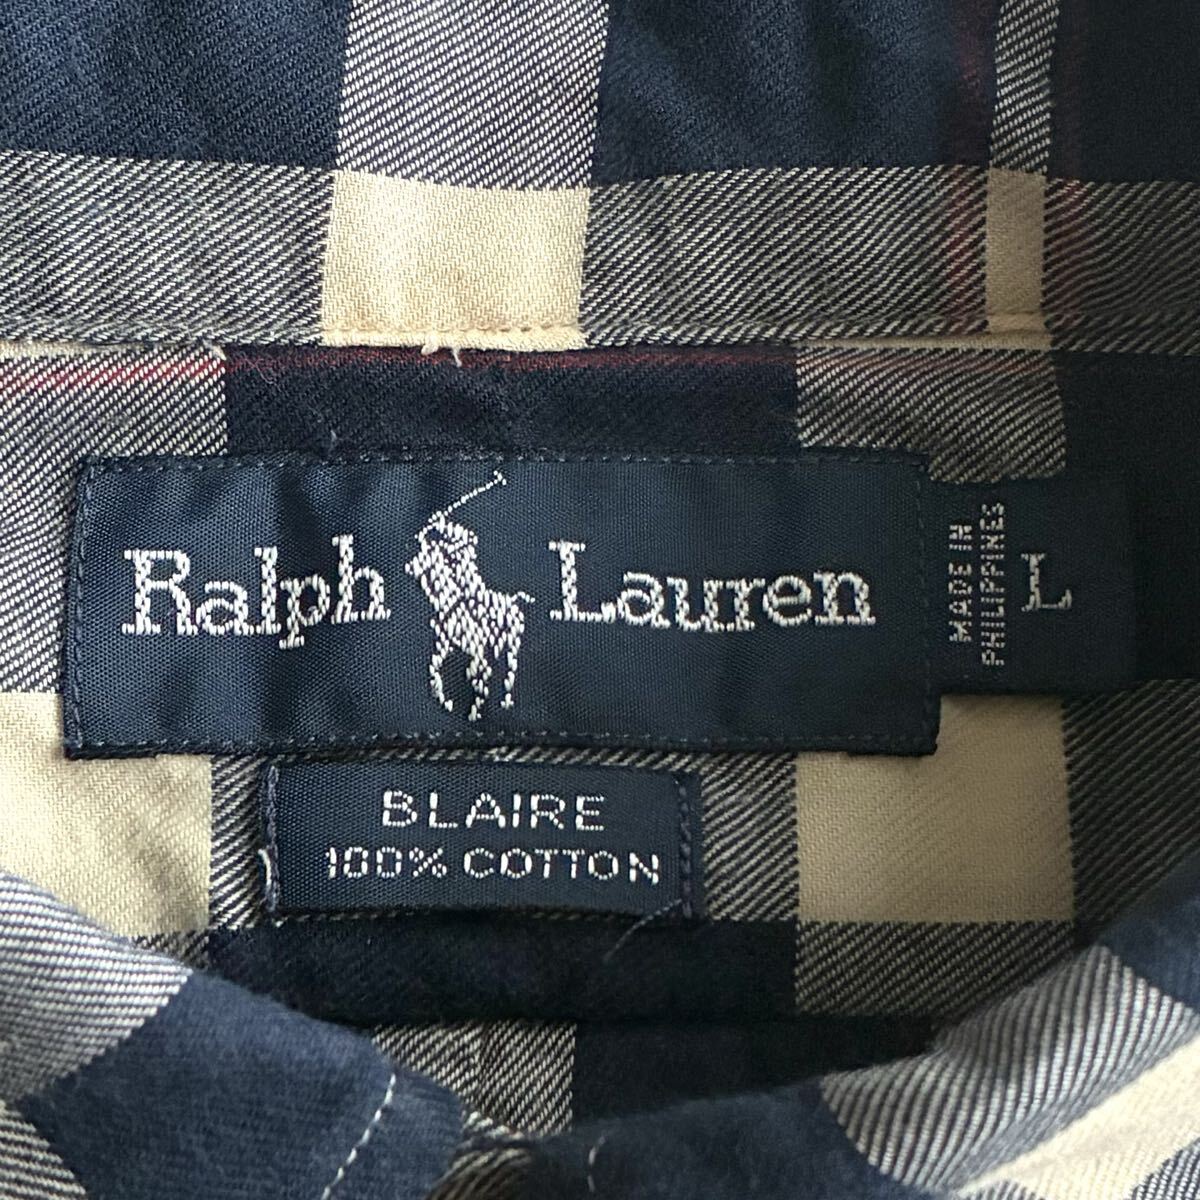 Ralph Lauren
MADE IN
PHILIPPINES
L
BLAIRE
100% COTTON